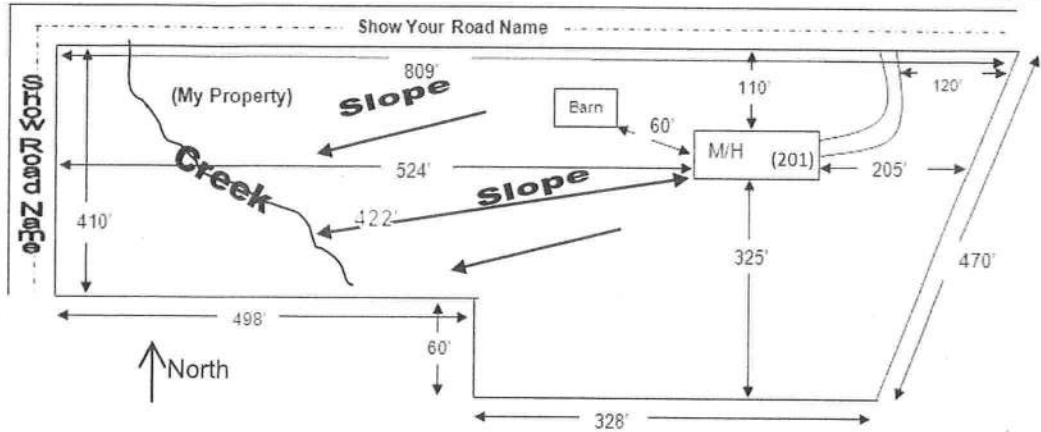 Show Your Road Name
Show Road Name
809'
(My Property)
Slope
Barn
110'
120'
60'
M/H
(201)
Creek
524'
Slope
205'
422'
410'
325'
470'
498'
60'
North
328'